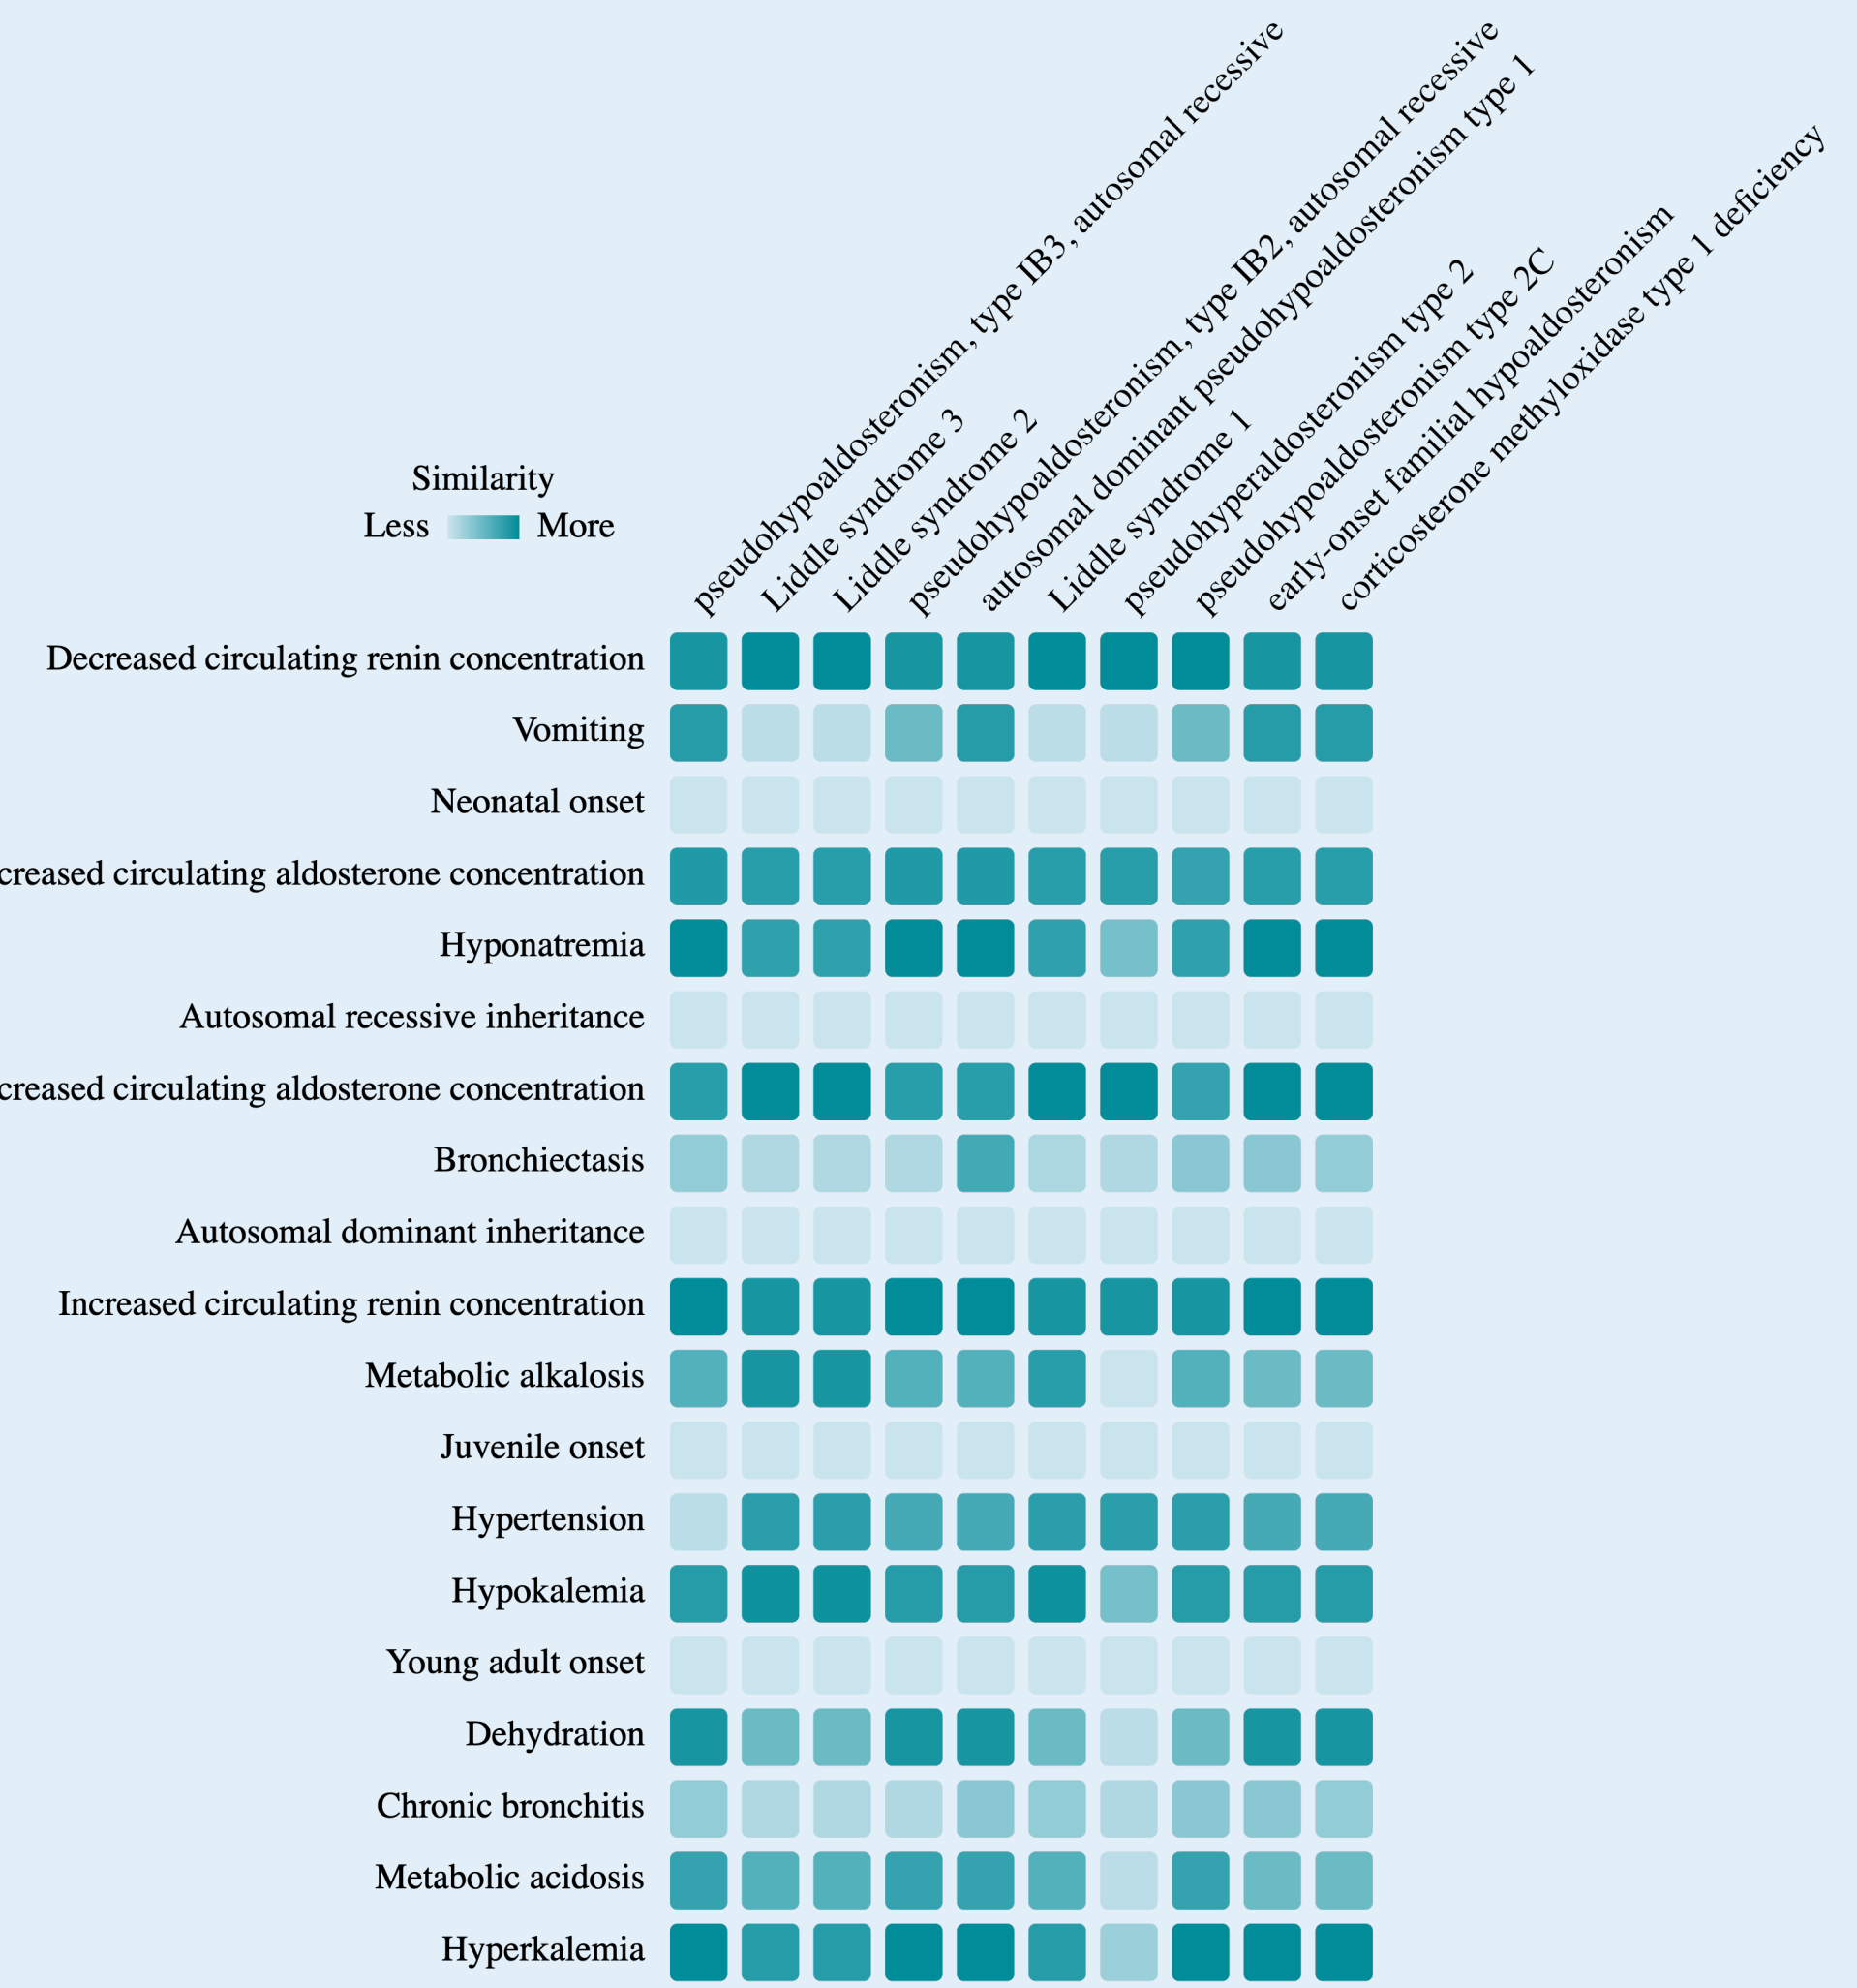 pseudohypoaldosteronism, type IB3, autosomal recessive
Liddle syndrome 3
Liddle syndrome 2
pseudohypoaldosteronism, type IB2, autosomal recessive
autosomal dominant pseudohypoaldosteronism type 1
Liddle syndrome 1
pseudohyperaldosteronism type 2
pseudohypoaldosteronism type 2C
early-onset familial hypoaldosteronism
corticosterone methyloxidase type 1 deficiency
Similarity
Less More
Decreased circulating renin concentration
Vomiting
Neonatal onset
creased circulating aldosterone concentration
Hyponatremia
Autosomal recessive inheritance
creased circulating aldosterone concentration
Bronchiectasis
Autosomal dominant inheritance
Increased circulating renin concentration
Metabolic alkalosis
Juvenile onset
Hypertension
Hypokalemia
Young adult onset
Dehydration
Chronic bronchitis
Metabolic acidosis
Hyperkalemia